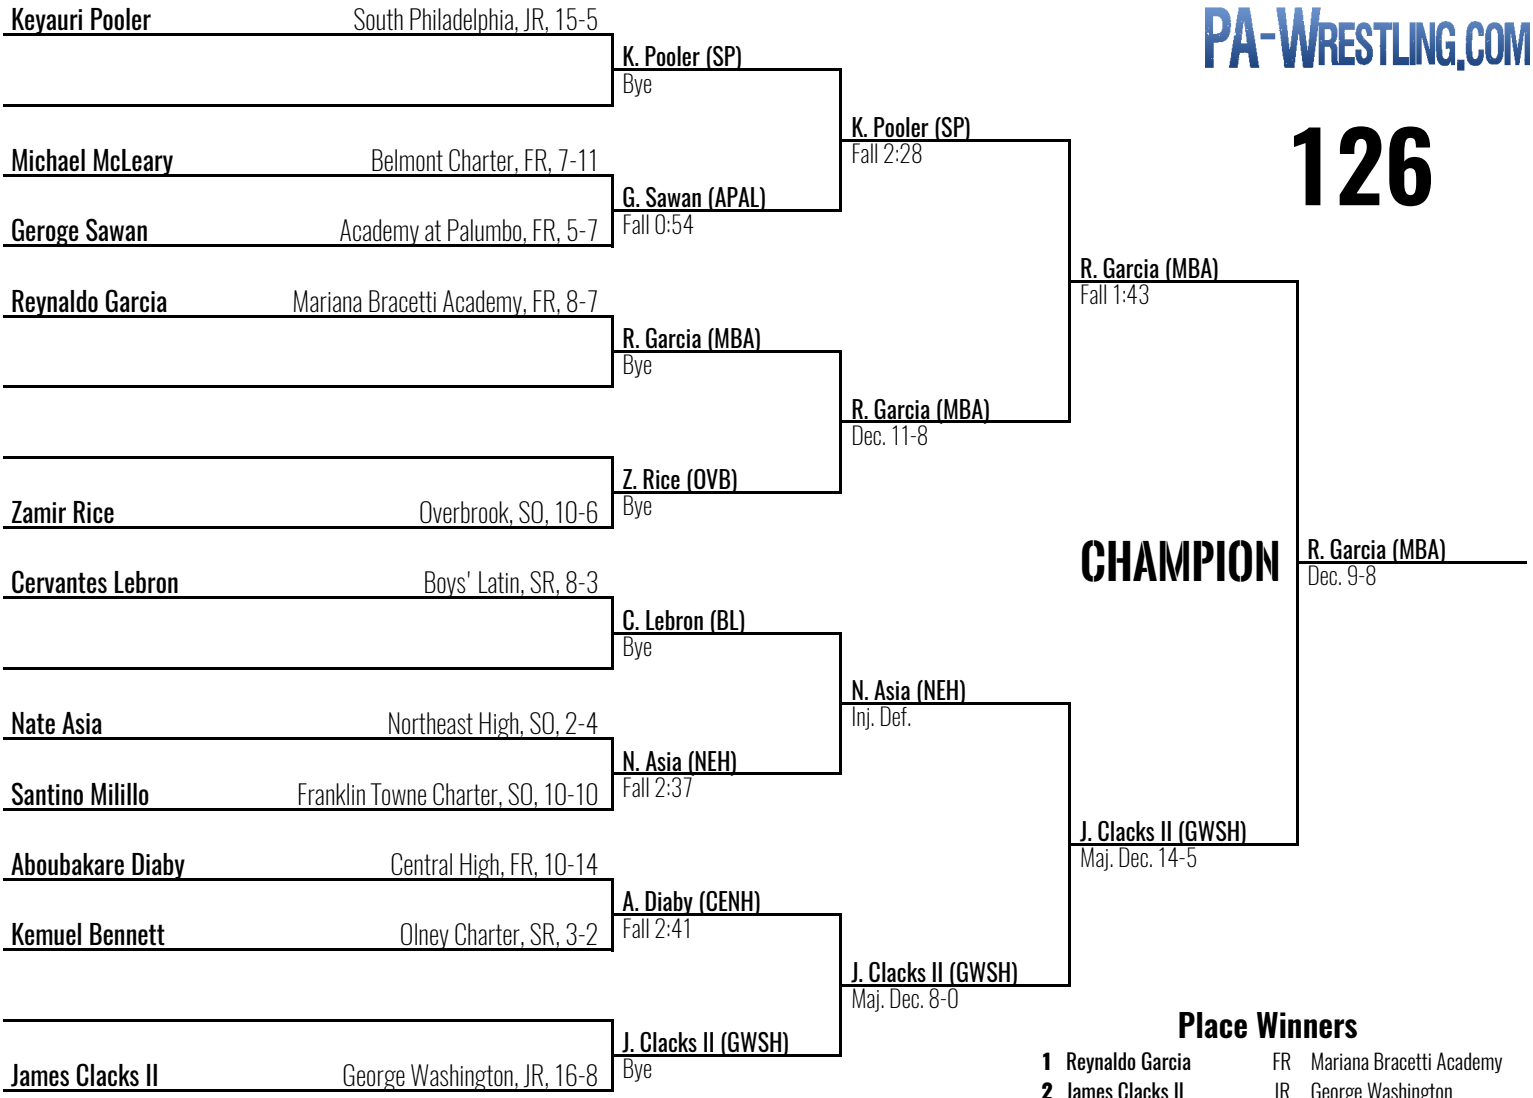 Keyauri Pooler South Philadelphia, JR, 15-5
PA-WRESTLING.COM
K. Pooler (SP)
Bye
126
K. Pooler (SP)
Fall 2:28
Michael McLeary Belmont Charter, FR, 7-11
G. Sawan (APAL)
Fall 0:54
Geroge Sawan Academy at Palumbo, FR, 5-7
R. Garcia (MBA)
Fall 1:43
Reynaldo Garcia Mariana Bracetti Academy, FR, 8-7
R. Garcia (MBA)
Bye
R. Garcia (MBA)
Dec. 11-8
Z. Rice (OVB)
Bye
Zamir Rice Overbrook, SO, 10-6
CHAMPION
R. Garcia (MBA)
Dec. 9-8
Cervantes Lebron Boys' Latin, SR, 8-3
C. Lebron (BL)
Bye
N. Asia (NEH)
Inj. Def.
Nate Asia Northeast High, SO, 2-4
N. Asia (NEH)
Fall 2:37
Santino Milillo Franklin Towne Charter, SO, 10-10
J. Clacks II (GWSH)
Maj. Dec. 14-5
Aboubakare Diaby Central High, FR, 10-14
A. Diaby (CENH)
Fall 2:41
Kemuel Bennett Olney Charter, SR, 3-2
J. Clacks II (GWSH)
Maj. Dec. 8-0
Place Winners
J. Clacks II (GWSH)
Bye
1 Reynaldo Garcia FR Mariana Bracetti Academy
James Clacks II George Washington, JR, 16-8
2 James Clacks II JR George Washington